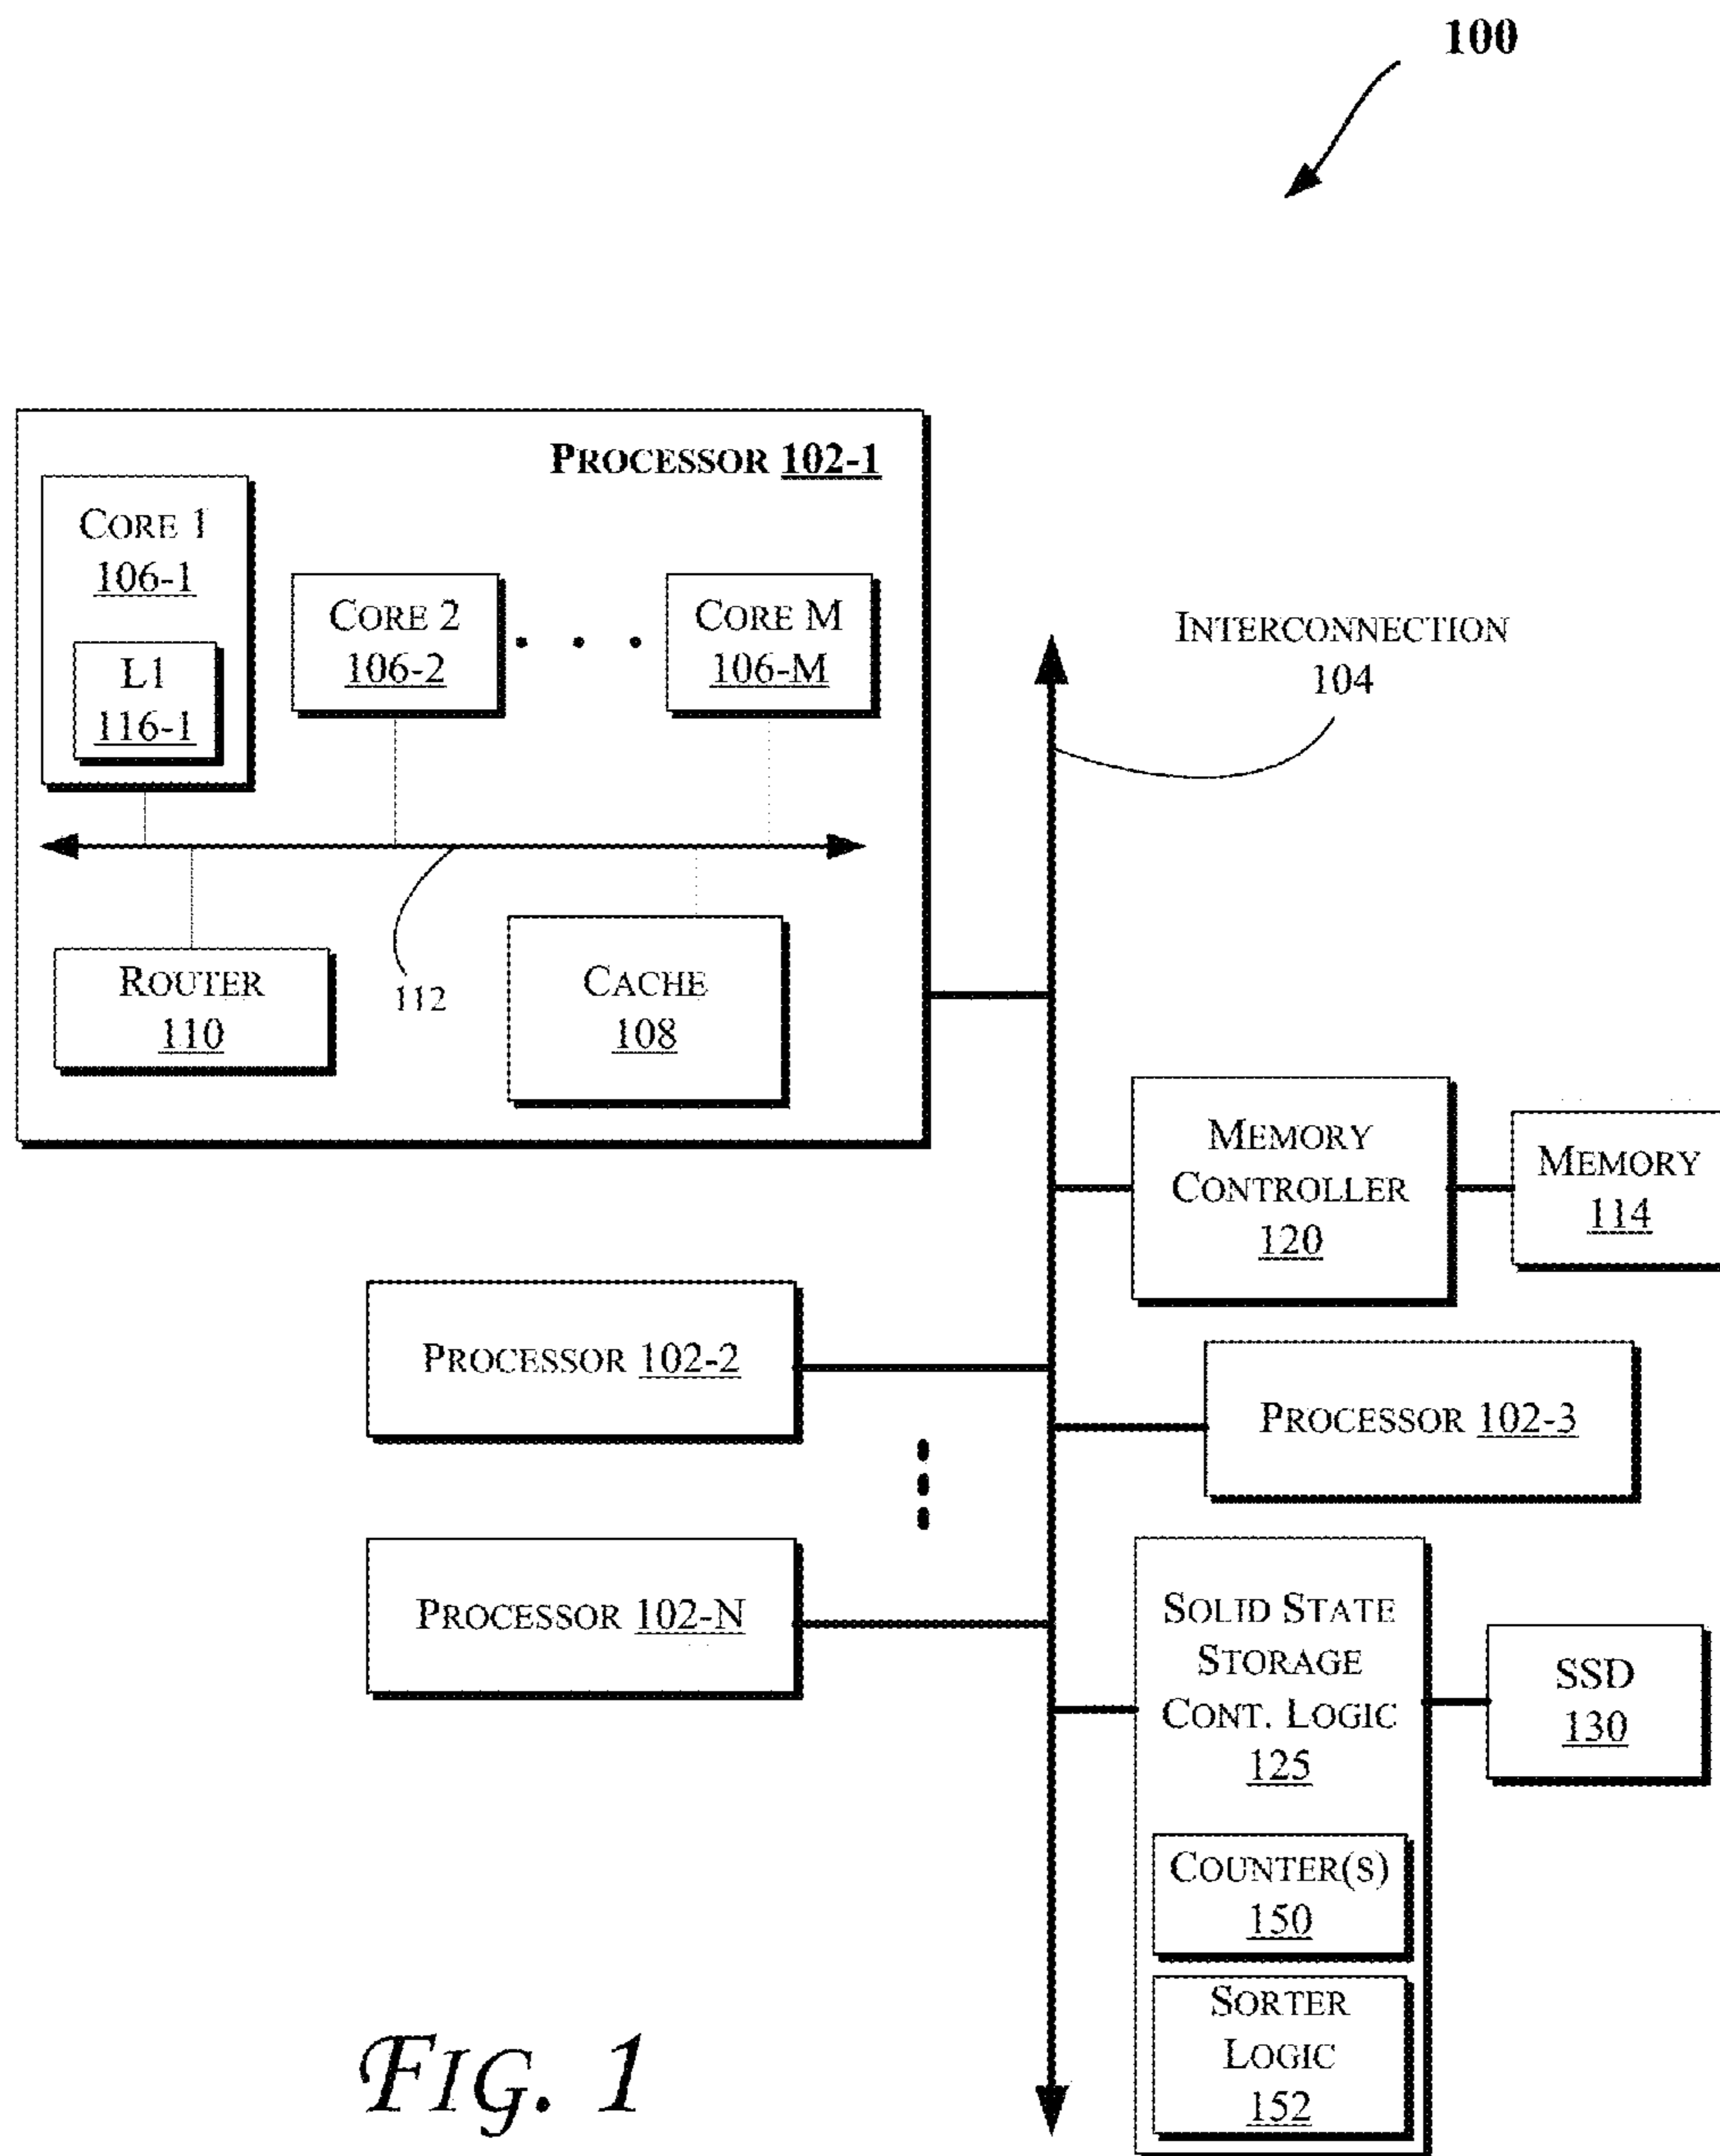 100
PROCESSOR 102-1
CORE 1
106-1
L1
116-1
CORE 2
106-2
CORE M
106-M
INTERCONNECTION
104
ROUTER
110
112
CACHE
108
MEMORY
CONTROLLER
120
MEMORY
114
PROCESSOR 102-2
PROCESSOR 102-3
PROCESSOR 102-N
SOLID STATE
STORAGE
CONT. LOGIC
125
SSD
130
COUNTER(S)
150
SORTER
LOGIC
152
FIG. 1